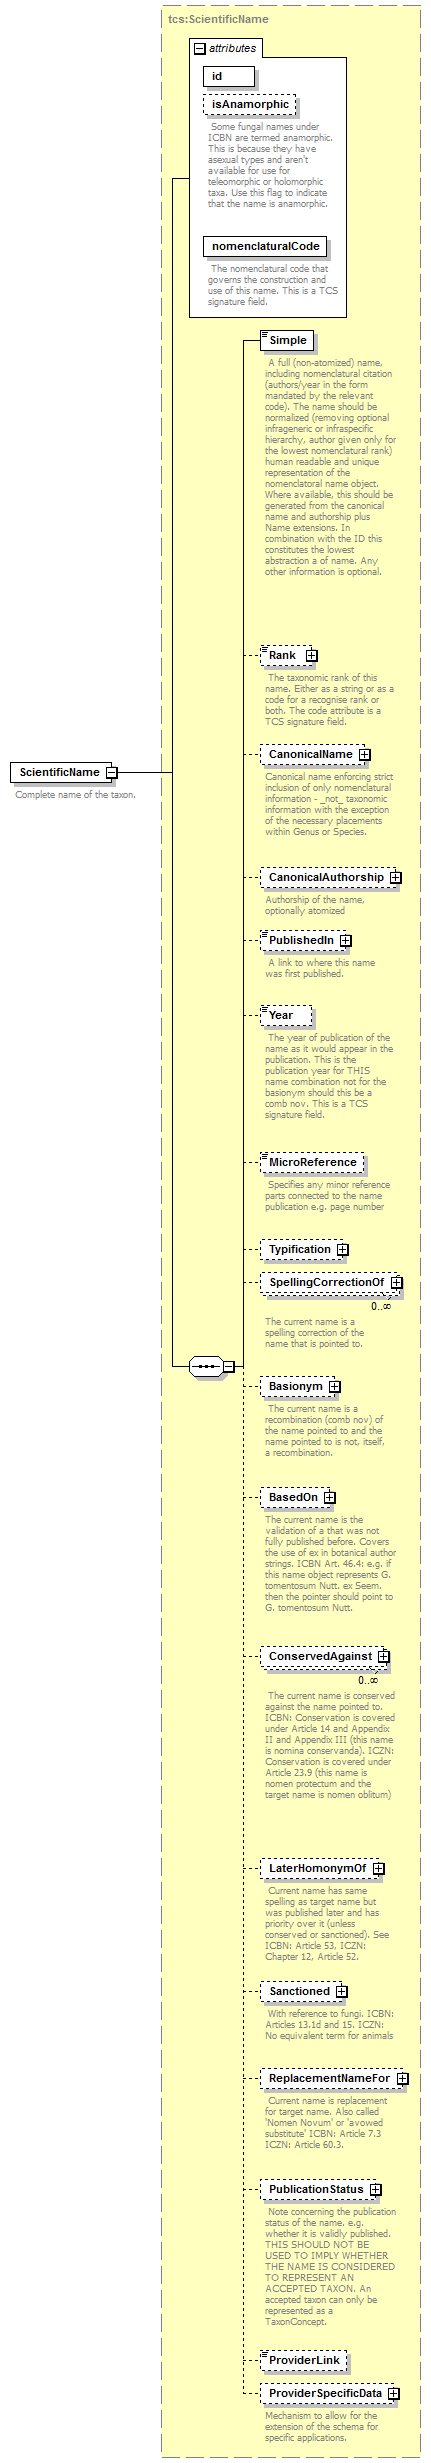 tcs:ScientificName
attributes
id
isAnamorphic
Some fungal names under
ICBN are termed anamorphic.
This is because they have
asexual types and aren't
available for use for
teleomorphic or holomorphic
taxa. Use this flag to indicate
that the name is anamorphic.
nomenclaturalCode
The nomenclatural code that
governs the construction and
use of this name. This is a TCS
signature field.
Simple
A full (non-atomized) name,
including nomenclatural citation
(authors/year in the form
mandated by the relevant
code). The name should be
normalized (removing optional
infrageneric or infraspecific
hierarchy, author given only for
the lowest nomenclatural rank)
human readable and unique
representation of the
nomenclatoral name object.
Where available, this should be
generated from the canonical
name and authorship plus
Name extensions. In
combination with the ID this
constitutes the lowest
abstraction a of name. Any
other information is optional.
Rank
The taxonomic rank of this
name. Either as a string or as a
code for a recognise rank or
both. The code attribute is a
TCS signature field.
CanonicalName
Canonical name enforcing strict
inclusion of only nomenclatural
information - _not_ taxonomic
information with the exception
of the necessary placements
within Genus or Species.
ScientificName
Complete name of the taxon.
CanonicalAuthorship
Authorship of the name,
optionally atomized
PublishedIn
A link to where this name
was first published.
Year
The year of publication of the
name as it would appear in the
publication. This is the
publication year for THIS
name combination not for the
basionym should this be a
comb nov. This is a TCS
signature field.
MicroReference
Specifies any minor reference
parts connected to the name
publication e.g. page number
Typification
SpellingCorrectionOf
0..∞
The current name is a
spelling correction of the
name that is pointed to.
Basionym
The current name is a
recombination (comb nov) of
the name pointed to and the
name pointed to is not, itself,
a recombination.
BasedOn
The current name is the
validation of a that was not
fully published before. Covers
the use of ex in botanical author
strings. ICBN Art. 46.4: e.g. if
this name object represents G.
tomentosum Nutt. ex Seem.
then the pointer should point to
G. tomentosum Nutt.
ConservedAgainst
0..∞
The current name is conserved
against the name pointed to.
ICBN: Conservation is covered
under Article 14 and Appendix
II and Appendix III (this name
is nomina conservanda). ICZN:
Conservation is covered under
Article 23.9 (this name is
nomen protectum and the
target name is nomen oblitum)
LaterHomonymOf
Current name has same
spelling as target name but
was published later and has
priority over it (unless
conserved or sanctioned). See
ICBN: Article 53, ICZN:
Chapter 12, Article 52.
Sanctioned
With reference to fungi. ICBN:
Articles 13.1d and 15. ICZN:
No equivalent term for animals
ReplacementNameFor
Current name is replacement
for target name. Also called
'Nomen Novum' or 'avowed
substitute' ICBN: Article 7.3
ICZN: Article 60.3.
PublicationStatus
Note concerning the publication
status of the name. e.g.
whether it is validly published.
THIS SHOULD NOT BE
USED TO IMPLY WHETHER
THE NAME IS CONSIDERED
TO REPRESENT AN
ACCEPTED TAXON. An
accepted taxon can only be
represented as a
TaxonConcept.
ProviderLink
ProviderSpecificData
Mechanism to allow for the
extension of the schema for
specific applications.